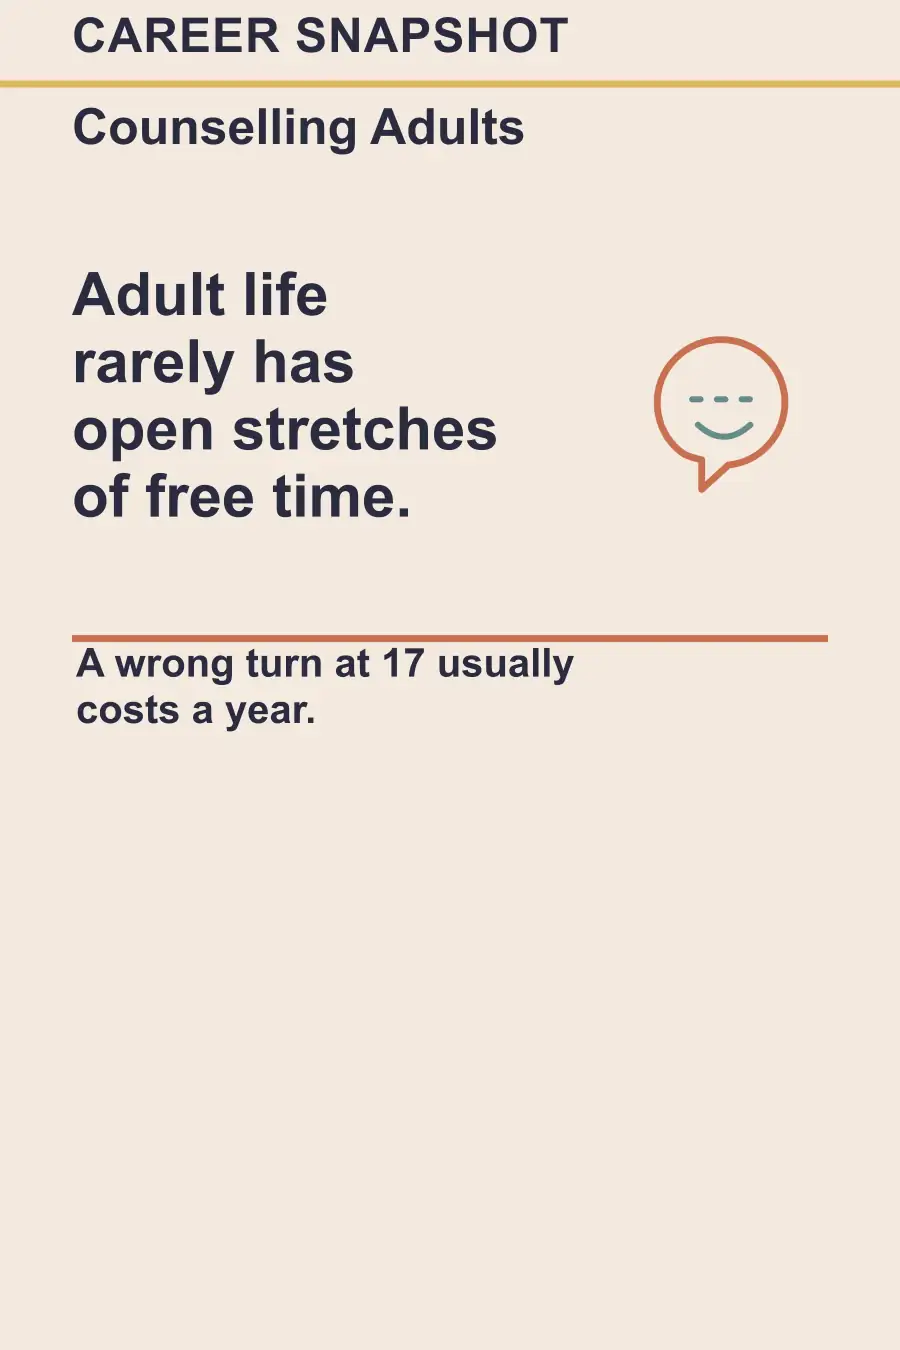 CAREER SNAPSHOT
Counselling Adults
Adult life
rarely has
open stretches
of free time.
A wrong turn at 17 usually
costs a year.